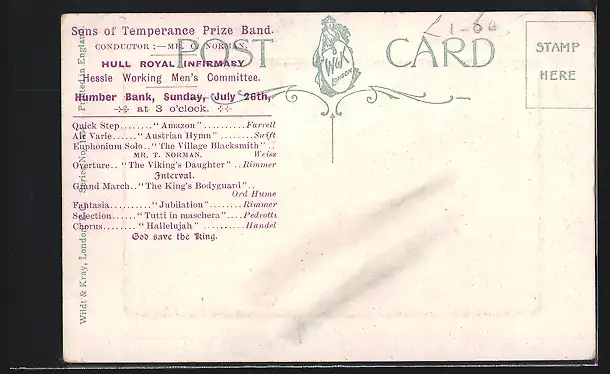 Sons of Temperance Prize Band.
CONDUCTOR :—MR. C. NORMAN.
HULL ROYAL INFIRMARY
Hessle Working Men's Committee.
Humber Bank, Sunday, July 26th,
at 3 o'clock.
Quick Step........"Amazon"..........Farrell
Air Varie......"Austrian Hymn"........Swift
Euphonium Solo.."The Village Blacksmith"..
MR. T. NORMAN. Weiss
Overture.."The Viking's Daughter"..Rimmer
Interval.
Grand March.."The King's Bodyguard"..
Ord Hume
Fantasia.........."Jubilation"........Rimmer
Selection......"Tutti in maschera"....Pedrotti
Chorus........"Hallelujah"..........Handel
God save the King.
POST CARD
W&K
LONDON
£1-50
STAMP
HERE
Wildt & Kray, London, Printed in England